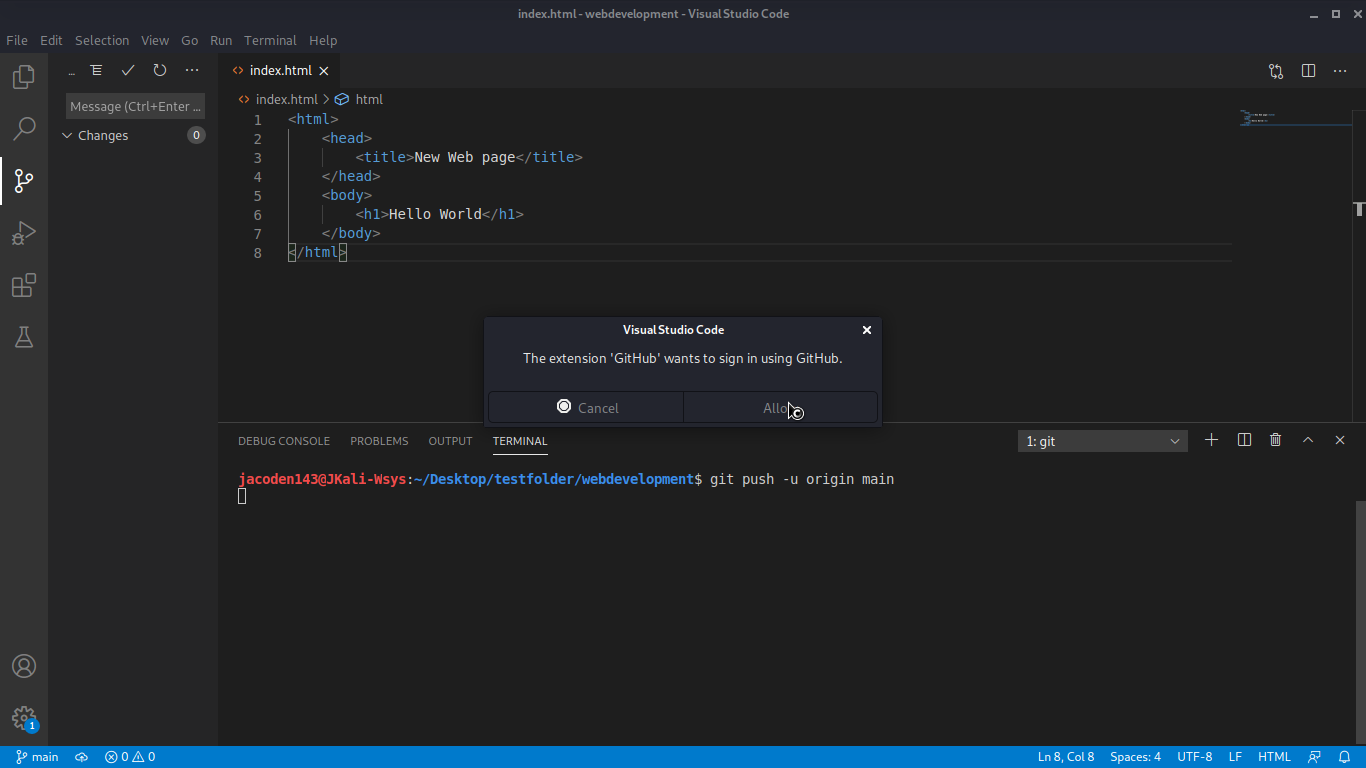 index.html - webdevelopment - Visual Studio Code
File Edit Selection View Go Run Terminal Help
... index.html
Message (Ctrl+Enter ...
index.html > html
Changes 0
1 <html>
2 <head>
3 <title>New Web page</title>
4 </head>
5 <body>
6 <h1>Hello World</h1>
7 </body>
8 </html>
Visual Studio Code
The extension 'GitHub' wants to sign in using GitHub.
Cancel
DEBUG CONSOLE PROBLEMS OUTPUT TERMINAL 1: git
jacoden143@JKali-Wsys:~/Desktop/testfolder/webdevelopment$ git push -u origin main
1
main 0 0 Ln 8, Col 8 Spaces: 4 UTF-8 LF HTML